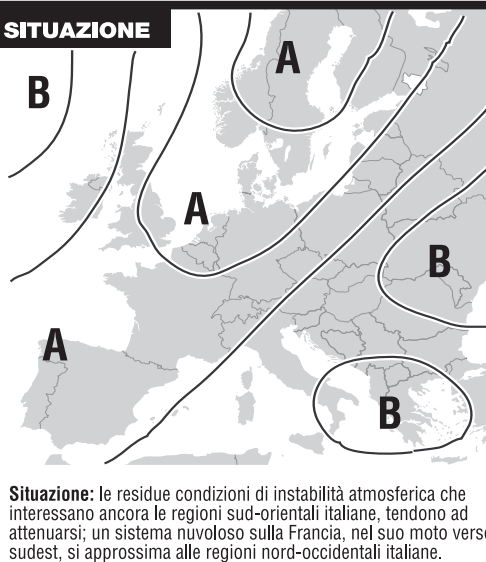 SITUAZIONE
A
B
A
B
A
B
Situazione: le residue condizioni di instabilità atmosferica che
interessano ancora le regioni sud-orientali italiane, tendono ad
attenuarsi; un sistema nuvoloso sulla Francia, nel suo moto verso
sudest, si approssima alle regioni nord-occidentali italiane.